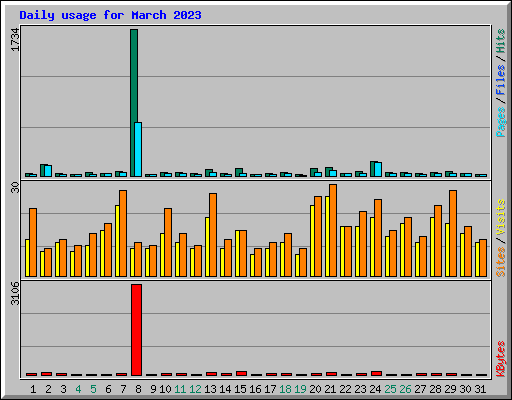 Daily usage for March 2023
1734
Pages / Files / Hits
30
Sites / Visits
3106
KBytes
1 2 3 4 5 6 7 8 9 10 11 12 13 14 15 16 17 18 19 20 21 22 23 24 25 26 27 28 29 30 31